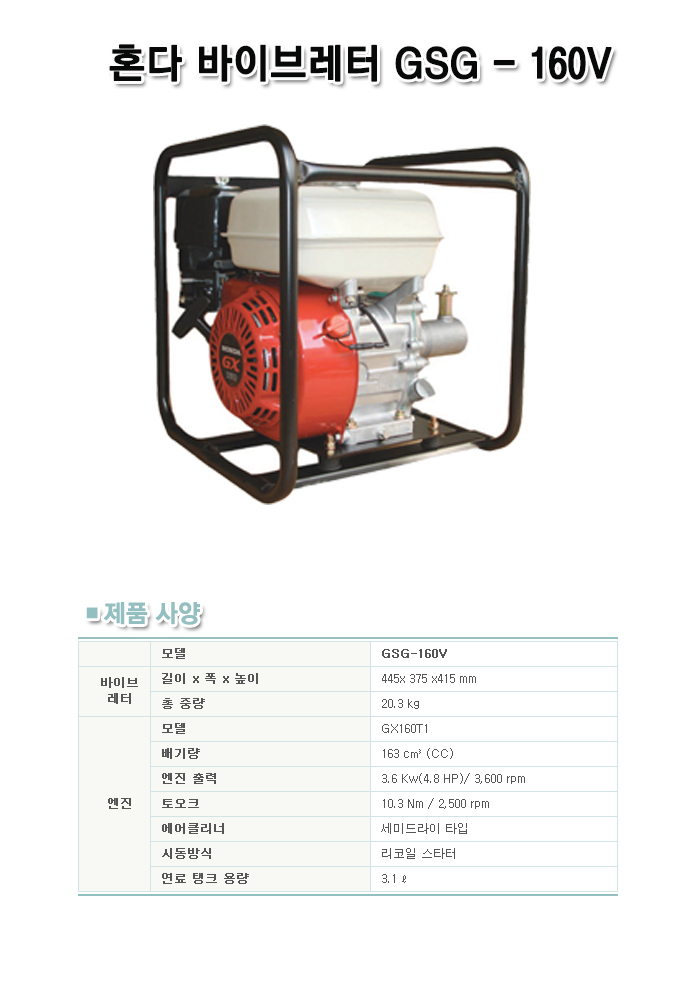 혼다 바이브레터 GSG - 160V
HONDA
GX
160
■ 제품 사양
모델 GSG-160V
바이브레터 길이 x 폭 x 높이 445x 375 x415 mm
총 중량 20.3 kg
엔진 모델 GX160T1
배기량 163 cm³ (CC)
엔진 출력 3.6 Kw(4.8 HP)/ 3,600 rpm
토오크 10.3 Nm / 2,500 rpm
에어클리너 세미드라이 타입
시동방식 리코일 스타터
연료 탱크 용량 3.1 ℓ